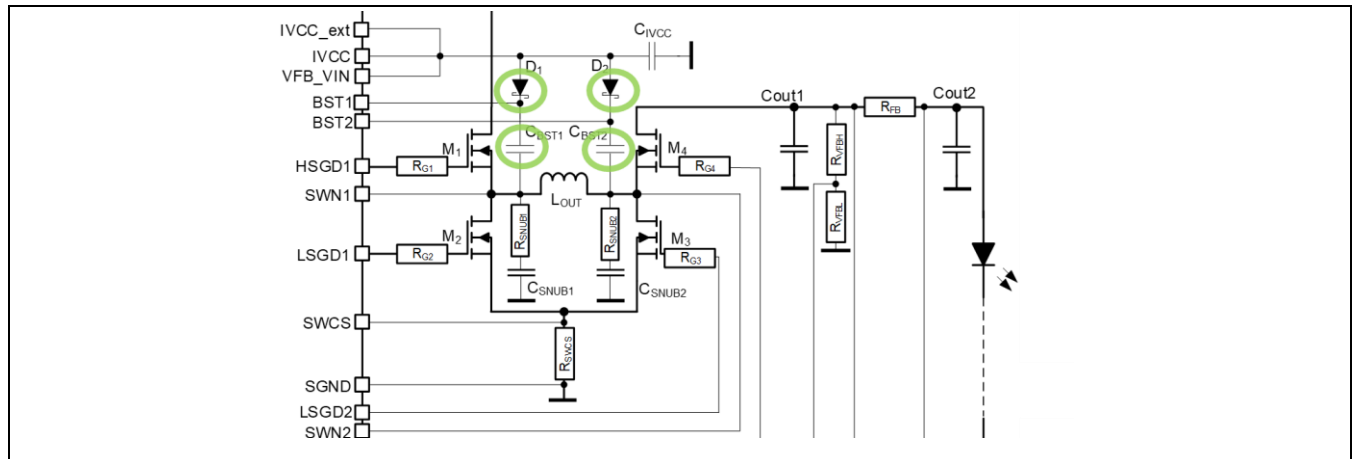 IVCC_ext
CIVCC
IVCC
VFB_VIN
D1
D2
BST1
Cout1
RFB
Cout2
BST2
CBST1
CBST2
RVFBH
M1
M4
HSGD1
RG1
RG4
SWN1
LOUT
RVFBL
RSNUB1
RSNUB2
M2
M3
LSGD1
RG2
RG3
CSNUB1
CSNUB2
SWCS
RSWCS
SGND
LSGD2
SWN2